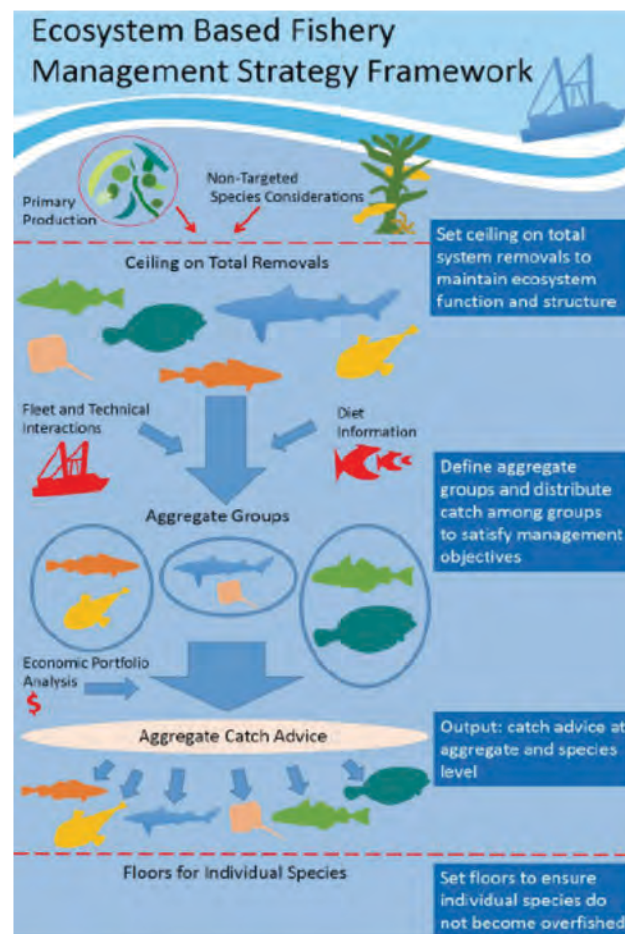 Ecosystem Based Fishery
Management Strategy Framework
Primary
Production
Non-Targeted
Species Considerations
Set ceiling on total
system removals to
maintain ecosystem
function and structure
Ceiling on Total Removals
Fleet and Technical
Interactions
Diet
Information
Define aggregate
groups and distribute
catch among groups
to satisfy management
objectives
Aggregate Groups
Economic Portfolio
Analysis
$
Output: catch advice at
aggregate and species
level
Aggregate Catch Advice
Floors for Individual Species
Set floors to ensure
individual species do
not become overfished